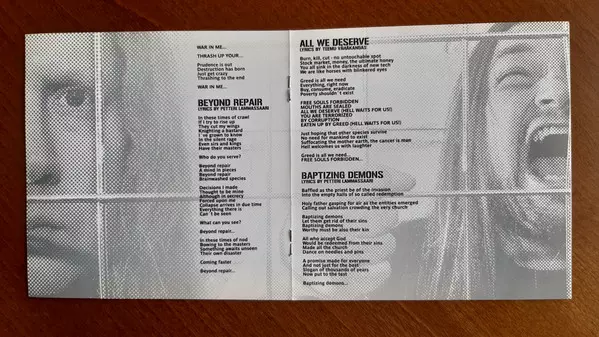 WAR IN ME...
THRASH UP YOUR...
Prudence is out
Destruction has born
Just get crazy
Thrashing to the end
WAR IN ME...
BEYOND REPAIR
LYRICS BY PETTERI LAMMASSAARI
In these times of crawl
If I try to rise up
They cut my wings
Knighting a bastard
I´ve grown to know
In the silent rage
Even sin and kings
Have their masters
Who do you serve?
Beyond repair
A mind in pieces
Beyond repair
Brainwashed species
Decisions I made
Thought to be mine
Although in secrecy
Forced upon me
Collapse arrives in due time
Everything there is
Can´t be seen
What can you see?
Beyond repair...
In these times of nod
Bowing to the masters
Something awaits unseen
Their own disaster
Coming faster
Beyond repair...
ALL WE DESERVE
LYRICS BY TEEMU VÄHÄKANGAS
Burn, kill, cut - no untouchable spot
Stock market, money, the ultimate honey
You all sink in the darkness of new tech
We are like horses with blinkered eyes
Greed is all we need
Everything, right now
Buy, consume, eradicate
Poverty shouldn´t exist
FREE SOULS FORBIDDEN
MOUTHS ARE SEALED
ALL WE DESERVE (HELL WAITS FOR US!)
YOU ARE TERRORIZED
BY CORRUPTION
EATEN UP BY GREED (HELL WAITS FOR US!)
Just hoping that other species survive
No need for mankind to exist
Suffocating the mother earth, the cancer is man
Hell welcomes us with laughter
Greed is all we need...
FREE SOULS FORBIDDEN...
BAPTIZING DEMONS
LYRICS BY PETTERI LAMMASSAARI
Baffled as the priest be of the invasion
Into the empty halls of so called redemption
Holy father gasping for air as the entities emerged
Calling out salvation crowding the very church
Baptizing demons
Let them get rid of their sins
Baptizing demons
Worthy must be also their kin
All who accept God
Would be redeemed from their sins
Made all the church
Dance on needles and pins
A promise made for everyone
And not just for the best
Slogan of thousands of years
Now put to the test
Baptizing demons...